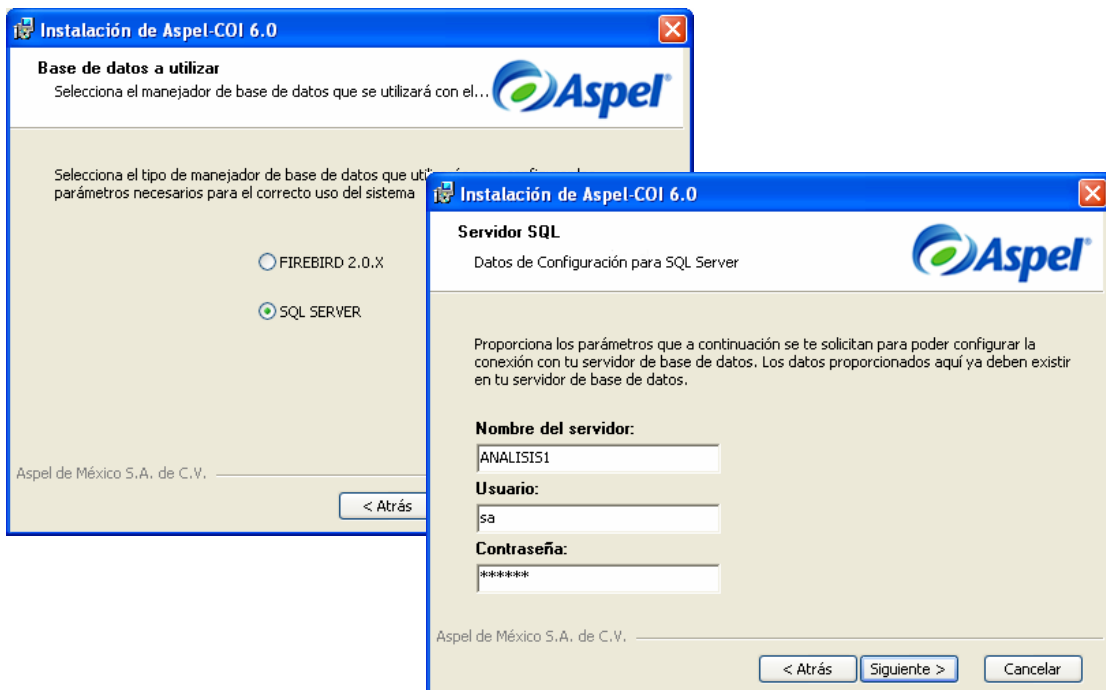 Instalación de Aspel-COI 6.0
Base de datos a utilizar
Selecciona el manejador de base de datos que se utilizará con el...
Aspel®
Selecciona el tipo de manejador de base de datos que
parámetros necesarios para el correcto uso del sistema
FIREBIRD 2.0.X
SQL SERVER
Aspel de México S.A. de C.V.
< Atrás
Instalación de Aspel-COI 6.0
Servidor SQL
Datos de Configuración para SQL Server
Aspel®
Proporciona los parámetros que a continuación se te solicitan para poder configurar la
conexión con tu servidor de base de datos. Los datos proporcionados aquí ya deben existir
en tu servidor de base de datos.
Nombre del servidor:
ANALISIS1
Usuario:
sa
Contraseña:
******
Aspel de México S.A. de C.V.
< Atrás
Siguiente >
Cancelar